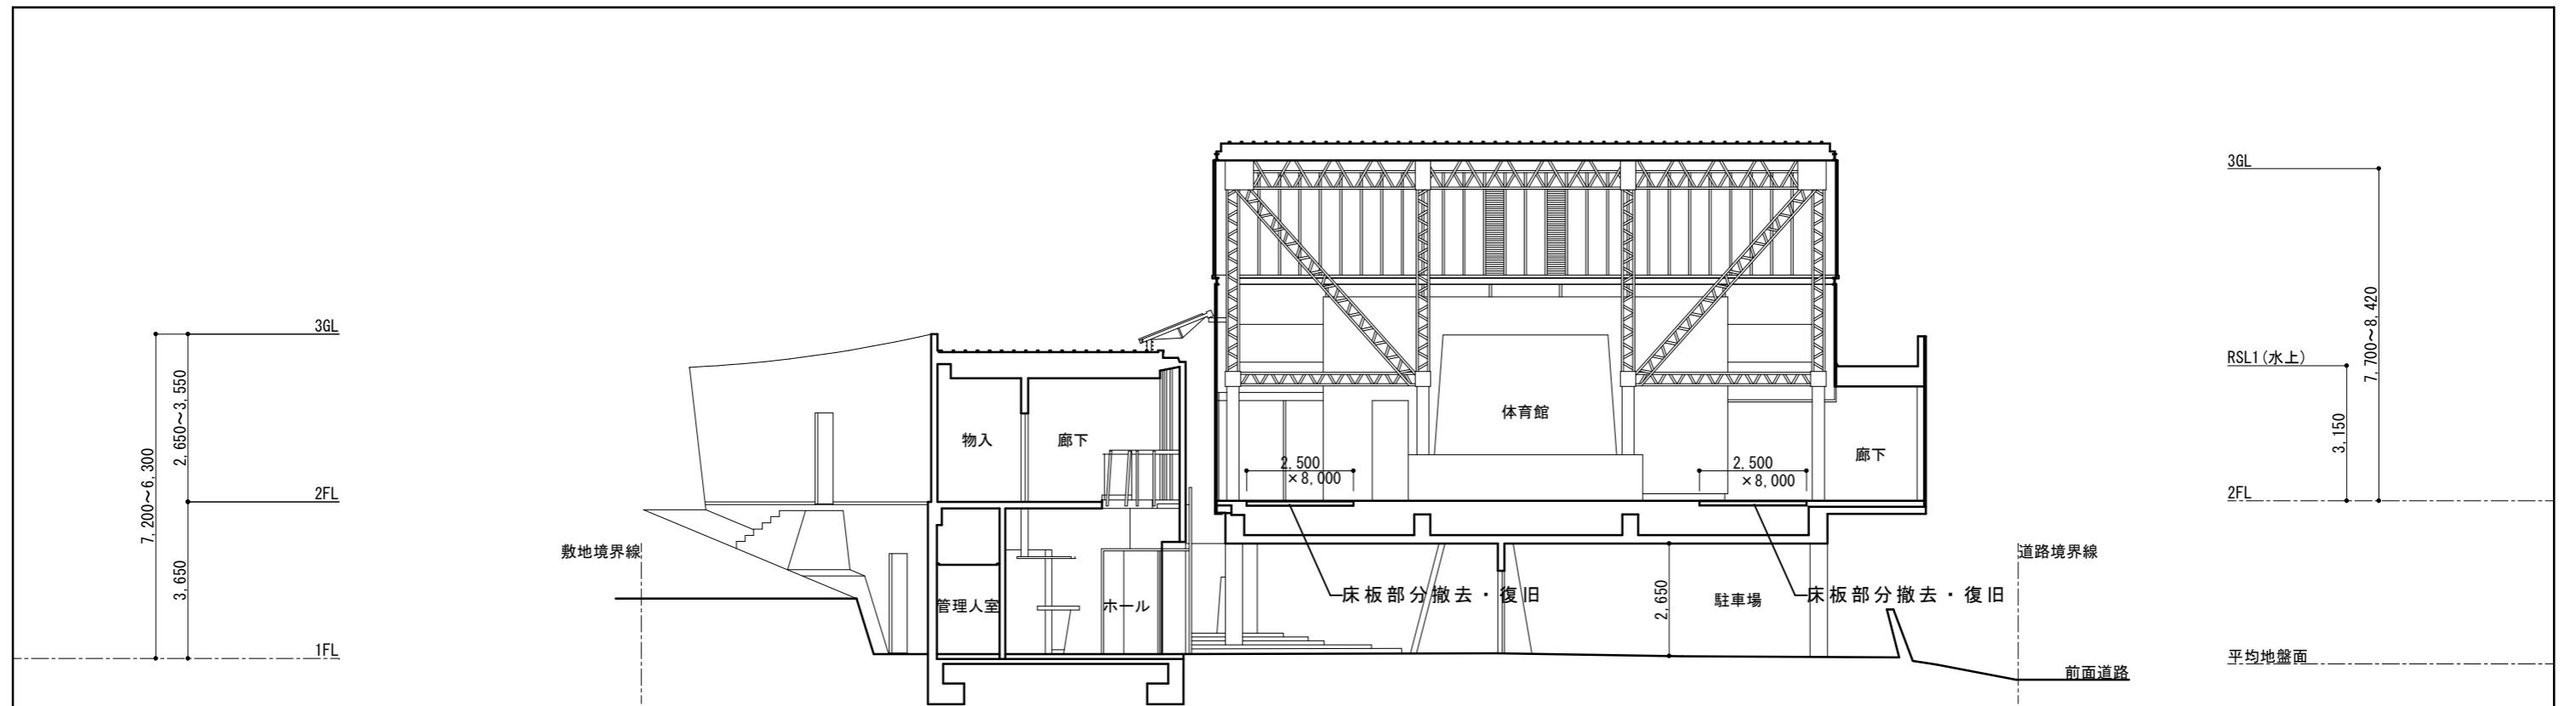 3GL
2FL
1FL
7,200~6,300
2,650~3,550
3,650
敷地境界線
物入
廊下
管理人室
ホール
体育館
2,500
×8,000
2,500
×8,000
廊下
床板部分撤去・復旧
床板部分撤去・復旧
2,650
駐車場
道路境界線
前面道路
3GL
RSL1(水上)
2FL
平均地盤面
7,700~8,420
3,150